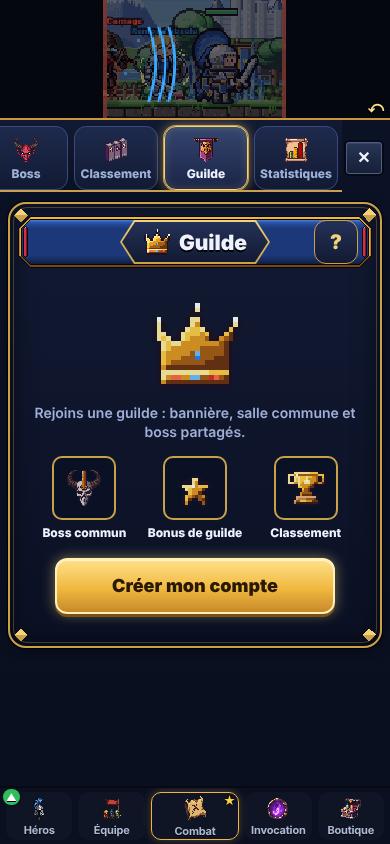 Carnage
Boss
Classement
Guilde
Statistiques
×
Guilde
?
Rejoins une guilde : bannière, salle commune et
boss partagés.
Boss commun
Bonus de guilde
Classement
Créer mon compte
Héros
Équipe
Combat
Invocation
Boutique